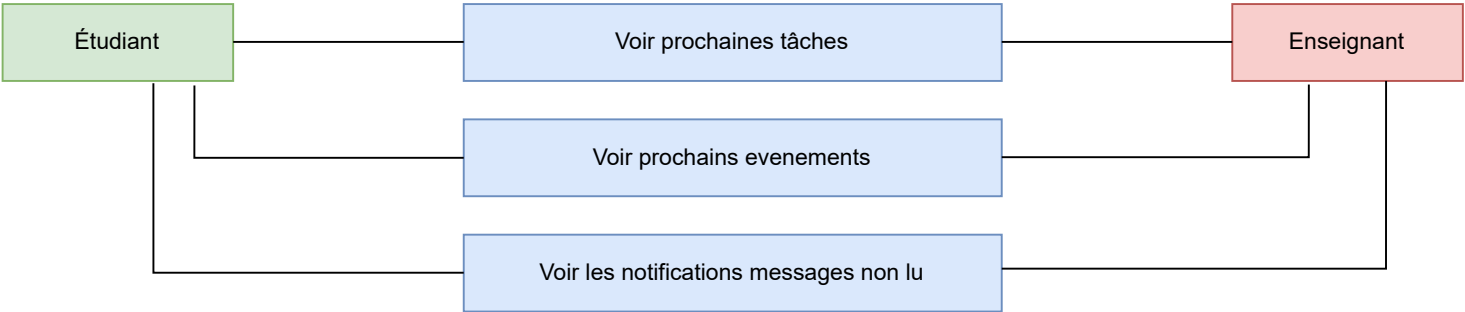 Étudiant
Voir prochaines tâches
Enseignant
Voir prochains evenements
Voir les notifications messages non lu